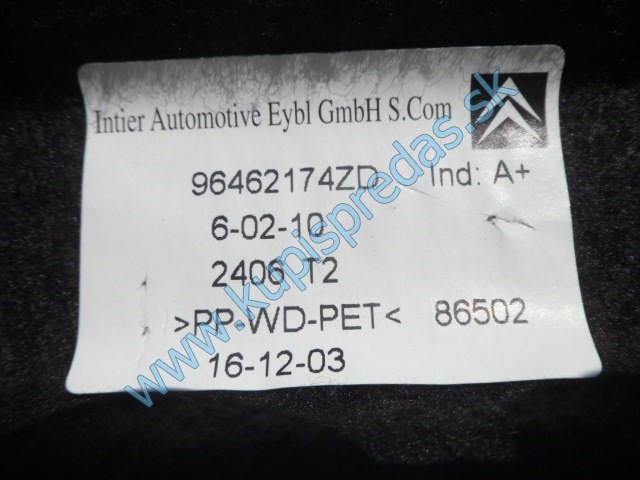 Intier Automotive Eybl GmbH S.Com
96462174ZD Ind: A+
6-02-10
2406 T2
>PP-WD-PET< 86502
16-12-03
www.kupispredas.sk